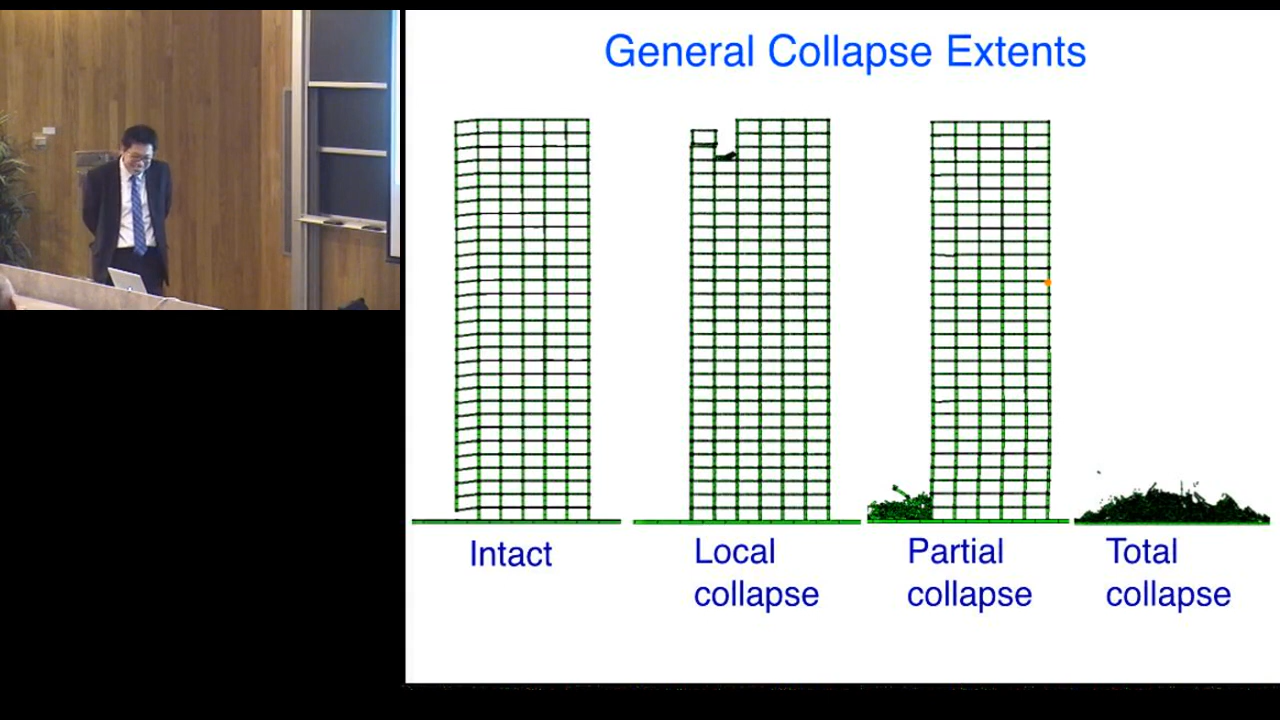 General Collapse Extents
Intact
Local
collapse
Partial
collapse
Total
collapse